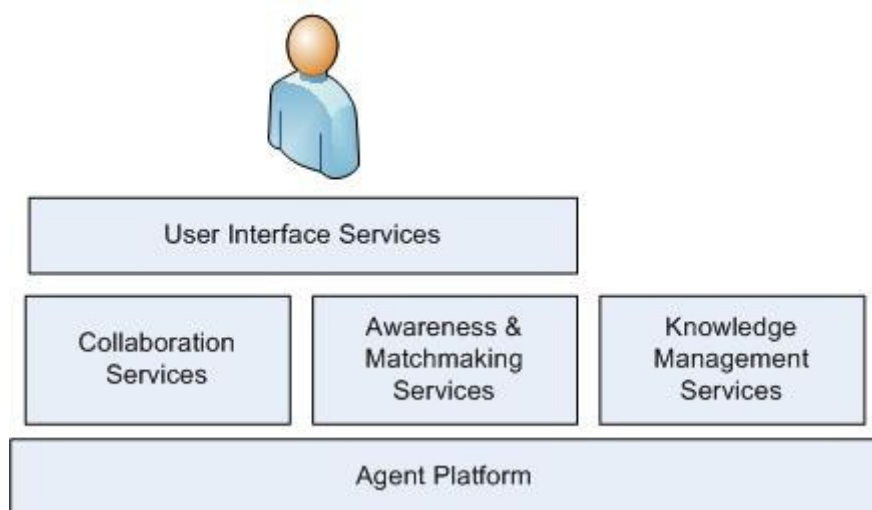 User Interface Services
Collaboration
Services
Awareness &
Matchmaking
Services
Knowledge
Management
Services
Agent Platform